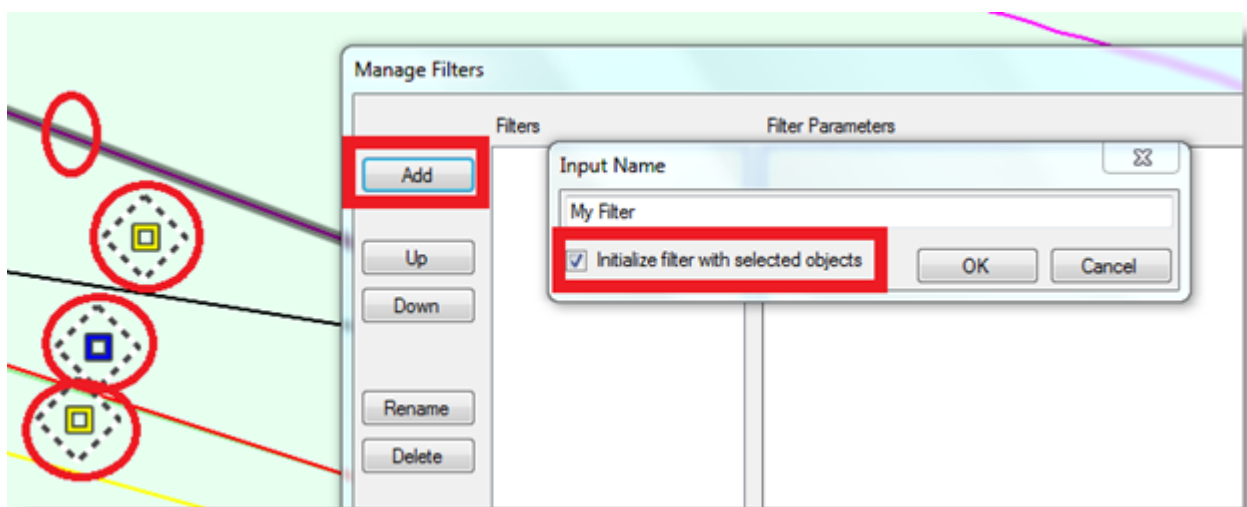 Manage Filters
Filters
Filter Parameters
Add
Input Name
My Filter
Up
Initialize filter with selected objects
OK
Cancel
Down
Rename
Delete